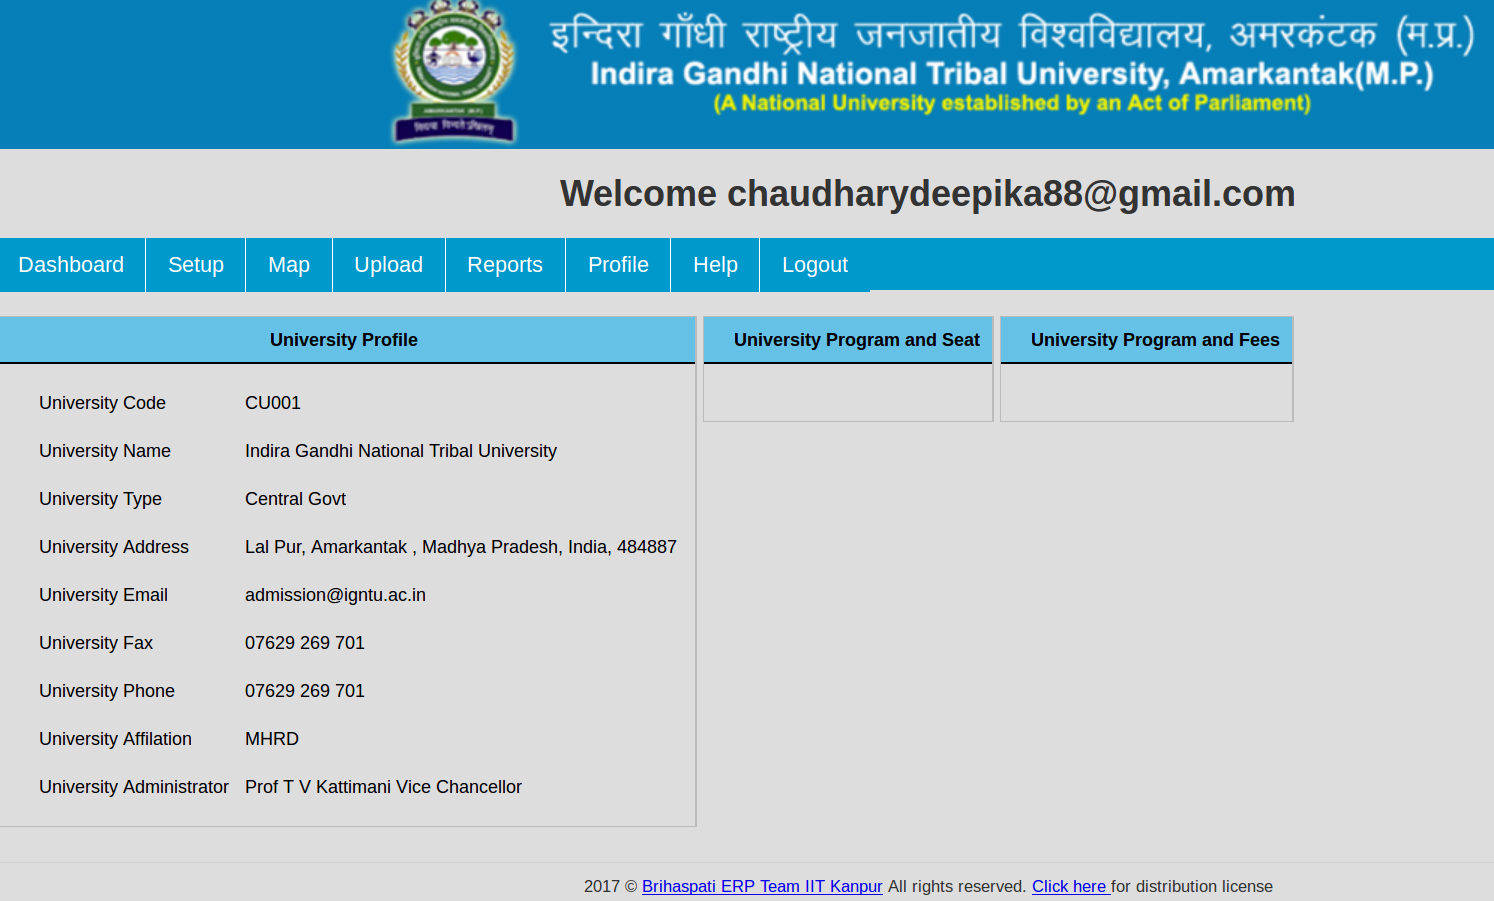 इन्दिरा गाँधी राष्ट्रीय जनजातीय विश्वविद्यालय, अमरकंटक (म.प्र.)
Indira Gandhi National Tribal University, Amarkantak(M.P.)
(A National University established by an Act of Parliament)
Welcome chaudharydeepika88@gmail.com
Dashboard Setup Map Upload Reports Profile Help Logout
University Profile
University Code CU001
University Name Indira Gandhi National Tribal University
University Type Central Govt
University Address Lal Pur, Amarkantak , Madhya Pradesh, India, 484887
University Email admission@igntu.ac.in
University Fax 07629 269 701
University Phone 07629 269 701
University Affilation MHRD
University Administrator Prof T V Kattimani Vice Chancellor
University Program and Seat
University Program and Fees
2017 © Brihaspati ERP Team IIT Kanpur All rights reserved. Click here for distribution license